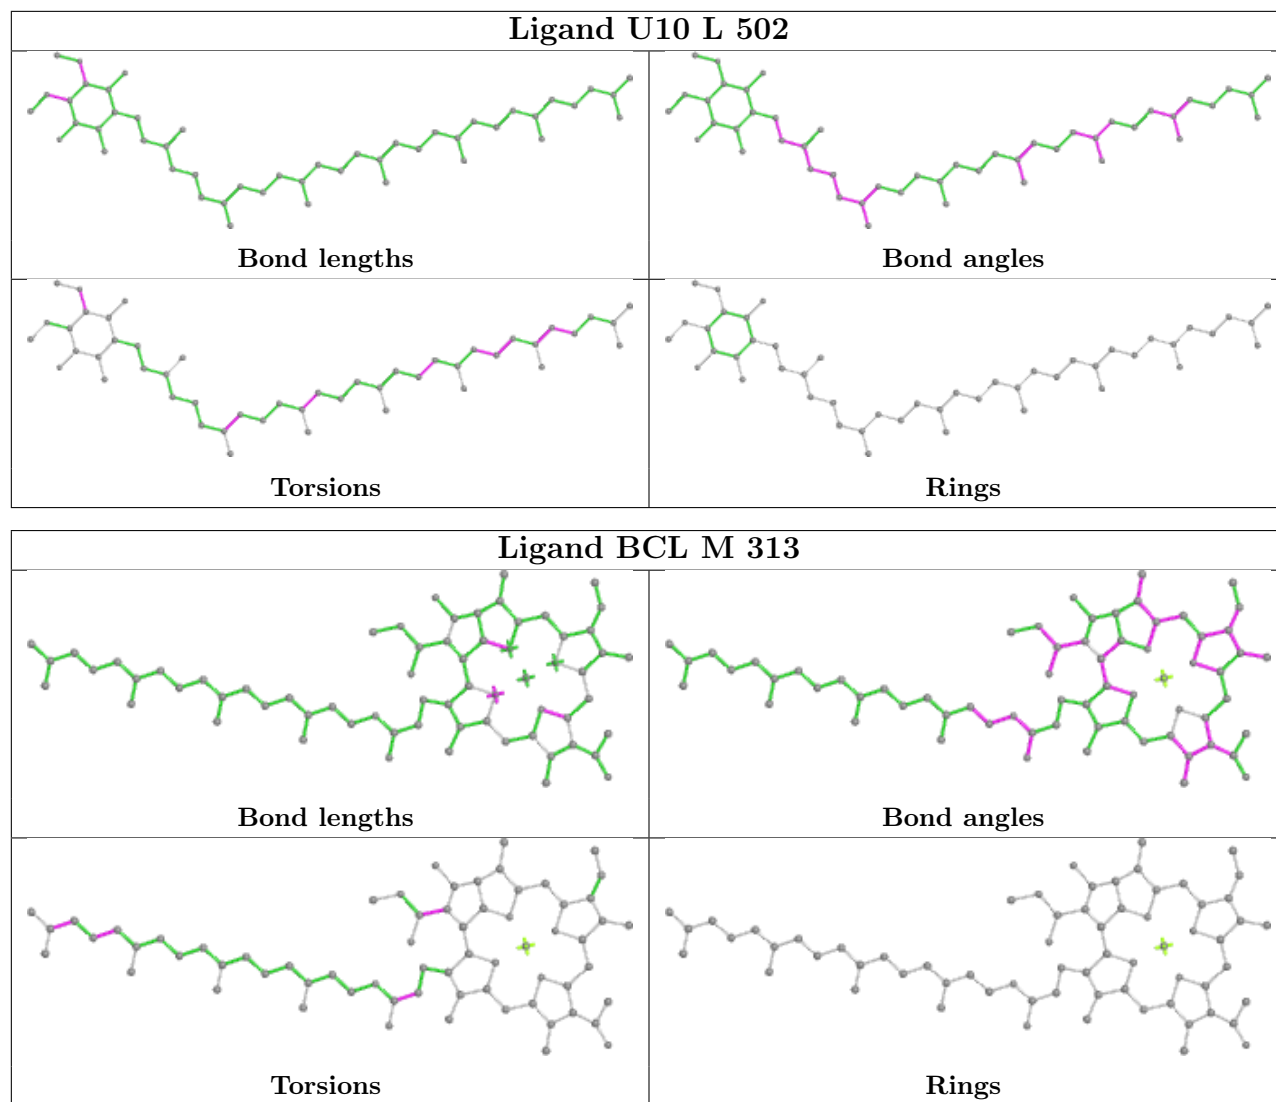 Ligand U10 L 502
Bond lengths
Bond angles
Torsions
Rings
Ligand BCL M 313
Bond lengths
Bond angles
Torsions
Rings